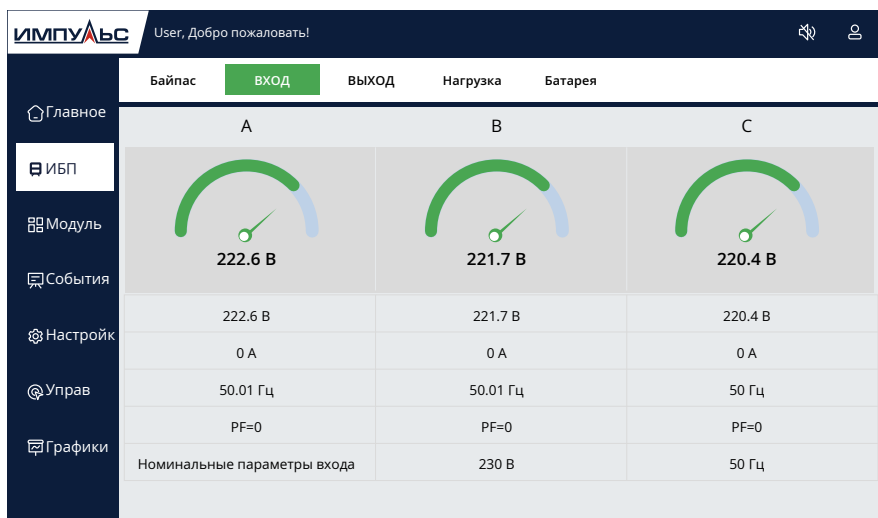 ИМПУЛЬС
User, Добро пожаловать!
Байпас ВХОД ВЫХОД Нагрузка Батарея
Главное
ИБП
Модуль
События
Настройк
Управ
Графики
A B C
222.6 В 221.7 В 220.4 В
222.6 В 221.7 В 220.4 В
0 А 0 А 0 А
50.01 Гц 50.01 Гц 50 Гц
PF=0 PF=0 PF=0
Номинальные параметры входа 230 В 50 Гц